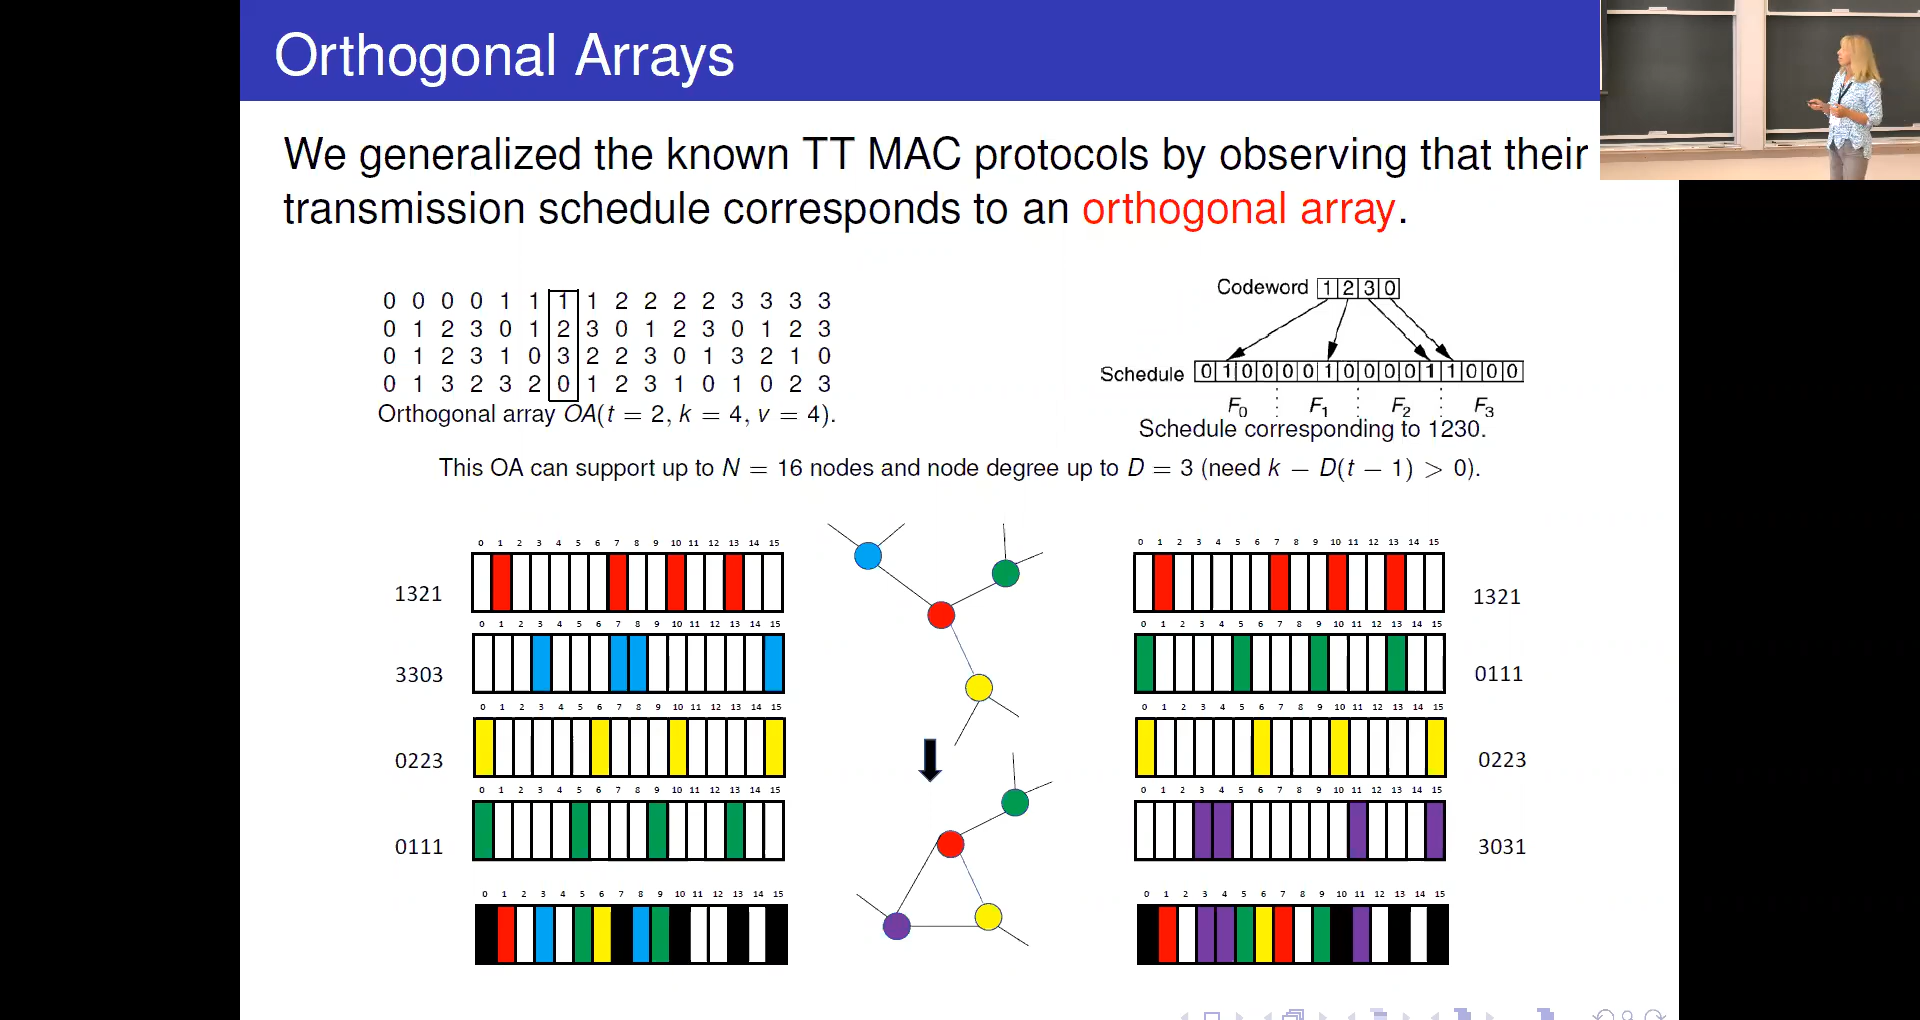 Orthogonal Arrays
We generalized the known TT MAC protocols by observing that their
transmission schedule corresponds to an orthogonal array.
0 0 0 0 1 1 1 1 2 2 2 2 3 3 3 3
0 1 2 3 0 1 2 3 0 1 2 3 0 1 2 3
0 1 2 3 1 0 3 2 2 3 0 1 3 2 1 0
0 1 3 2 3 2 0 1 2 3 1 0 1 0 2 3
Orthogonal array OA(t = 2, k = 4, v = 4).
Codeword 1 2 3 0
Schedule 0 1 0 0 0 0 1 0 0 0 0 1 1 0 0 0
F0 F1 F2 F3
Schedule corresponding to 1230.
This OA can support up to N = 16 nodes and node degree up to D = 3 (need k − D(t − 1) > 0).
0 1 2 3 4 5 6 7 8 9 10 11 12 13 14 15
1321
0 1 2 3 4 5 6 7 8 9 10 11 12 13 14 15
3303
0 1 2 3 4 5 6 7 8 9 10 11 12 13 14 15
0223
0 1 2 3 4 5 6 7 8 9 10 11 12 13 14 15
0111
0 1 2 3 4 5 6 7 8 9 10 11 12 13 14 15
0 1 2 3 4 5 6 7 8 9 10 11 12 13 14 15
1321
0 1 2 3 4 5 6 7 8 9 10 11 12 13 14 15
0111
0 1 2 3 4 5 6 7 8 9 10 11 12 13 14 15
0223
0 1 2 3 4 5 6 7 8 9 10 11 12 13 14 15
3031
0 1 2 3 4 5 6 7 8 9 10 11 12 13 14 15